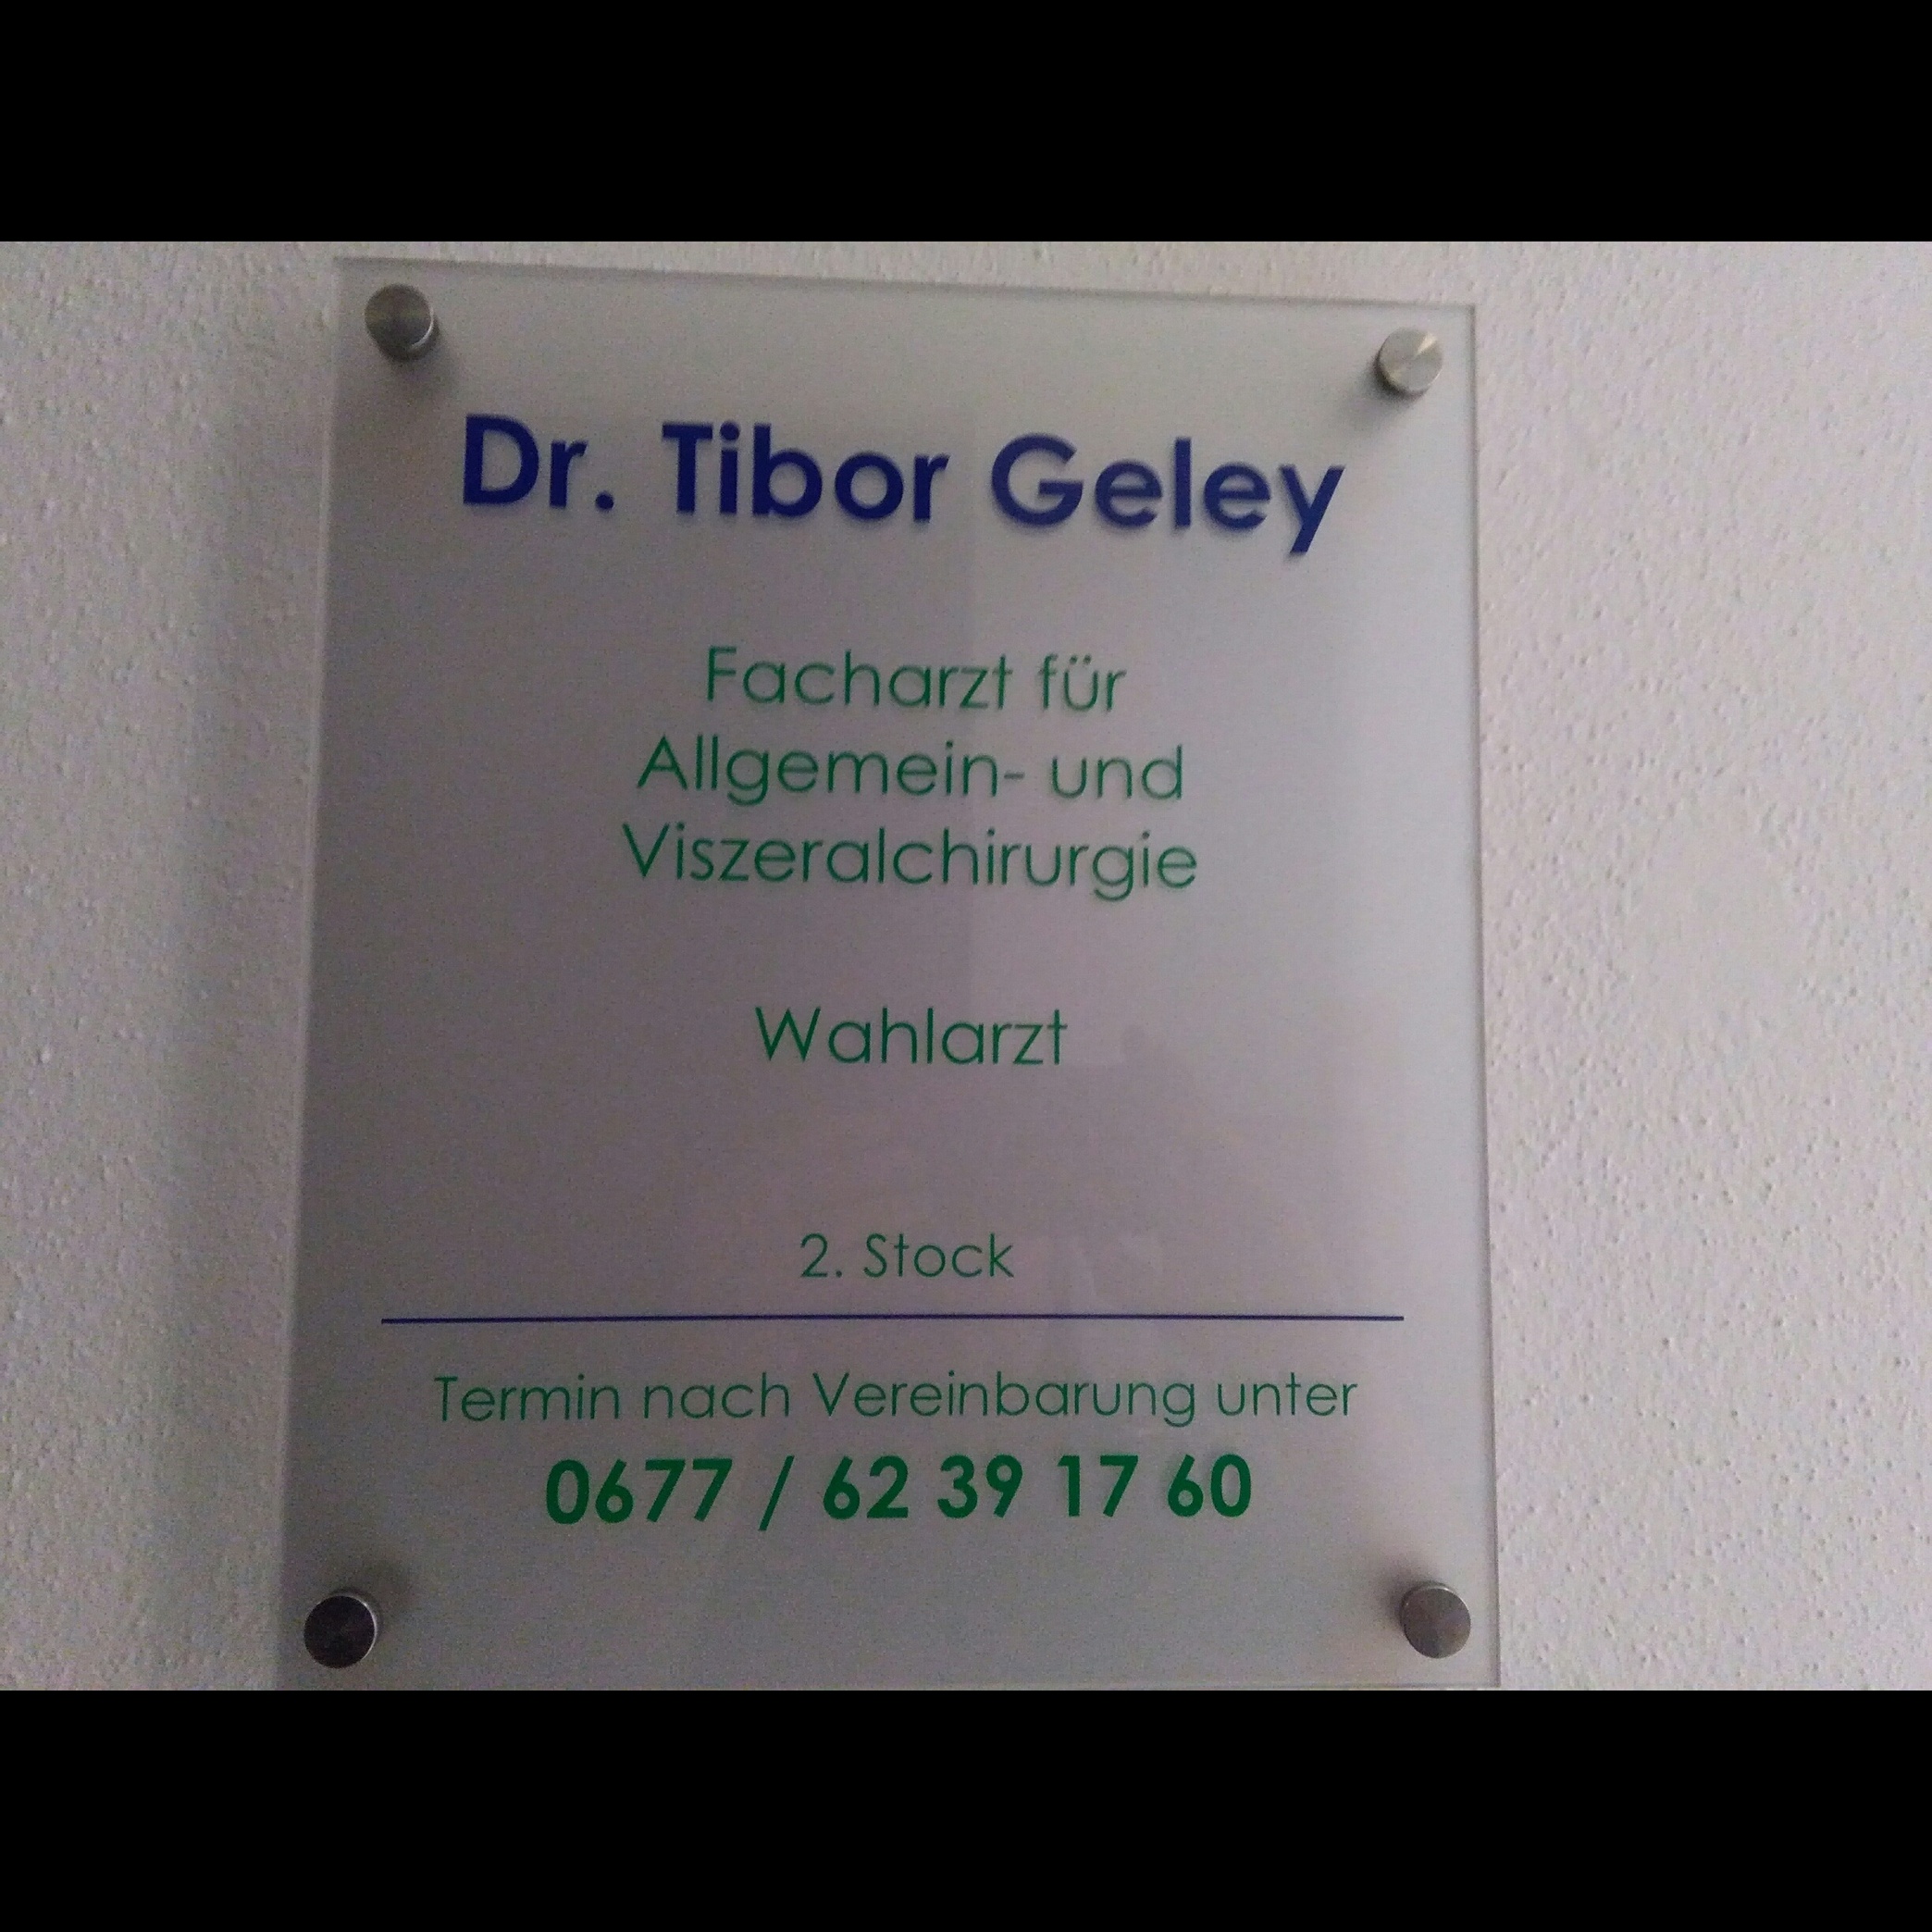 Dr. Tibor Geley
Facharzt für
Allgemein- und
Viszeralchirurgie
Wahlarzt
2. Stock
Termin nach Vereinbarung unter
0677 / 62 39 17 60